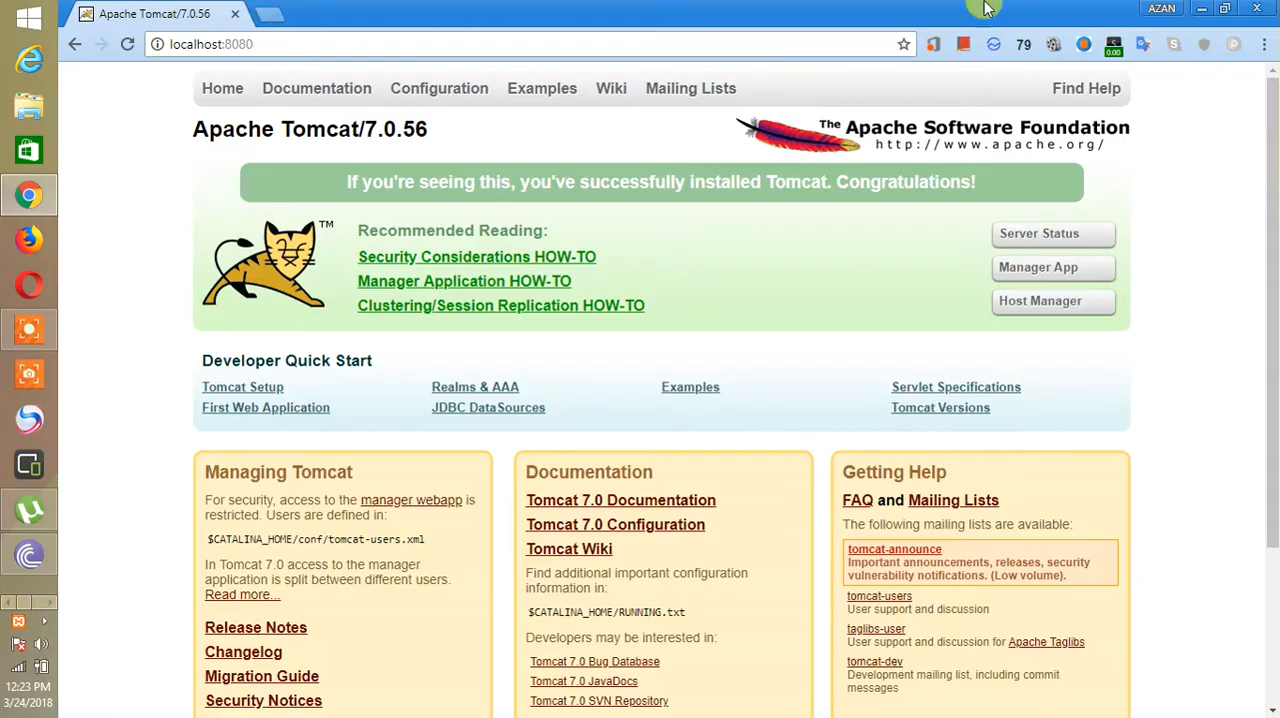 Apache Tomcat/7.0.56
AZAN
localhost:8080
79
0.00
Home Documentation Configuration Examples Wiki Mailing Lists Find Help
Apache Tomcat/7.0.56
The Apache Software Foundation
http://www.apache.org/
If you're seeing this, you've successfully installed Tomcat. Congratulations!
TM
Recommended Reading:
Security Considerations HOW-TO
Manager Application HOW-TO
Clustering/Session Replication HOW-TO
Server Status
Manager App
Host Manager
Developer Quick Start
Tomcat Setup
First Web Application
Realms & AAA
JDBC DataSources
Examples
Servlet Specifications
Tomcat Versions
Managing Tomcat
For security, access to the manager webapp is
restricted. Users are defined in:
$CATALINA_HOME/conf/tomcat-users.xml
In Tomcat 7.0 access to the manager
application is split between different users.
Read more...
Release Notes
Changelog
Migration Guide
Security Notices
Documentation
Tomcat 7.0 Documentation
Tomcat 7.0 Configuration
Tomcat Wiki
Find additional important configuration
information in:
$CATALINA_HOME/RUNNING.txt
Developers may be interested in:
Tomcat 7.0 Bug Database
Tomcat 7.0 JavaDocs
Tomcat 7.0 SVN Repository
Getting Help
FAQ and Mailing Lists
The following mailing lists are available:
tomcat-announce
Important announcements, releases, security
vulnerability notifications. (Low volume).
tomcat-users
User support and discussion
taglibs-user
User support and discussion for Apache Taglibs
tomcat-dev
Development mailing list, including commit
messages
12:23 PM
3/24/2018